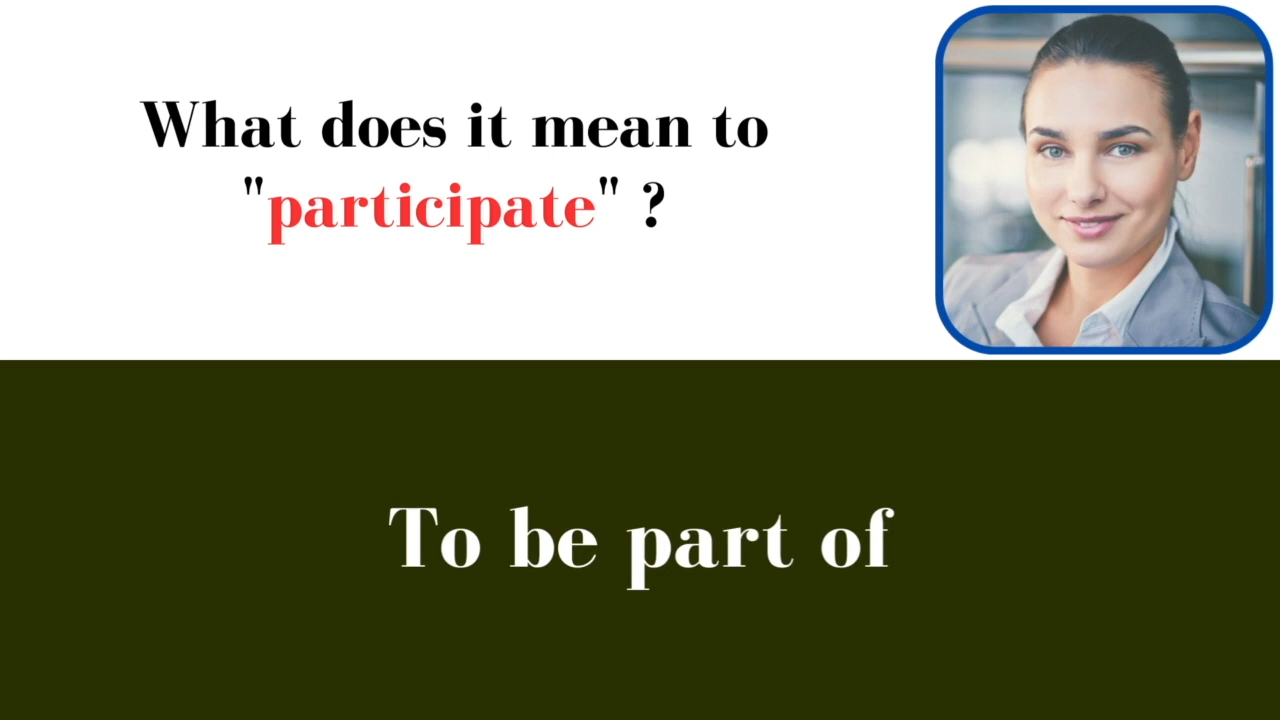 What does it mean to
"participate" ?
To be part of